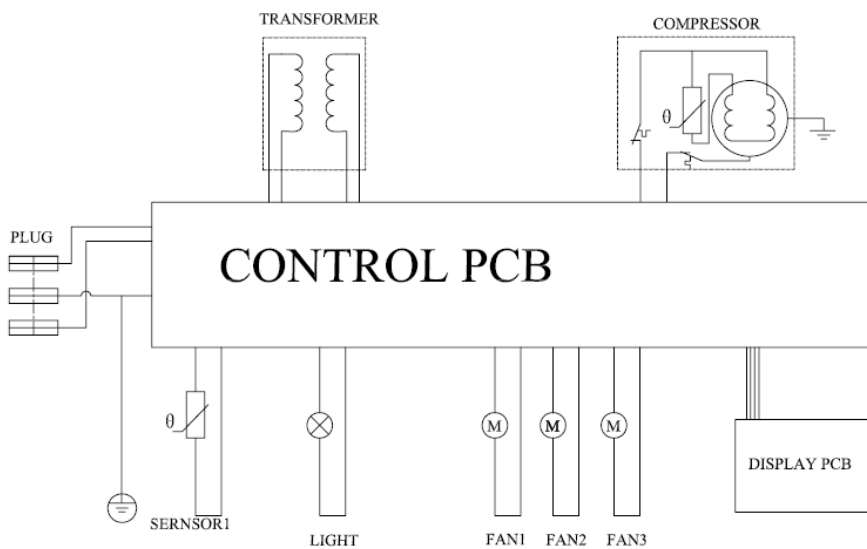 TRANSFORMER
COMPRESSOR
θ
PLUG
CONTROL PCB
θ
M
M
M
DISPLAY PCB
SERNSOR1
LIGHT
FAN1
FAN2
FAN3